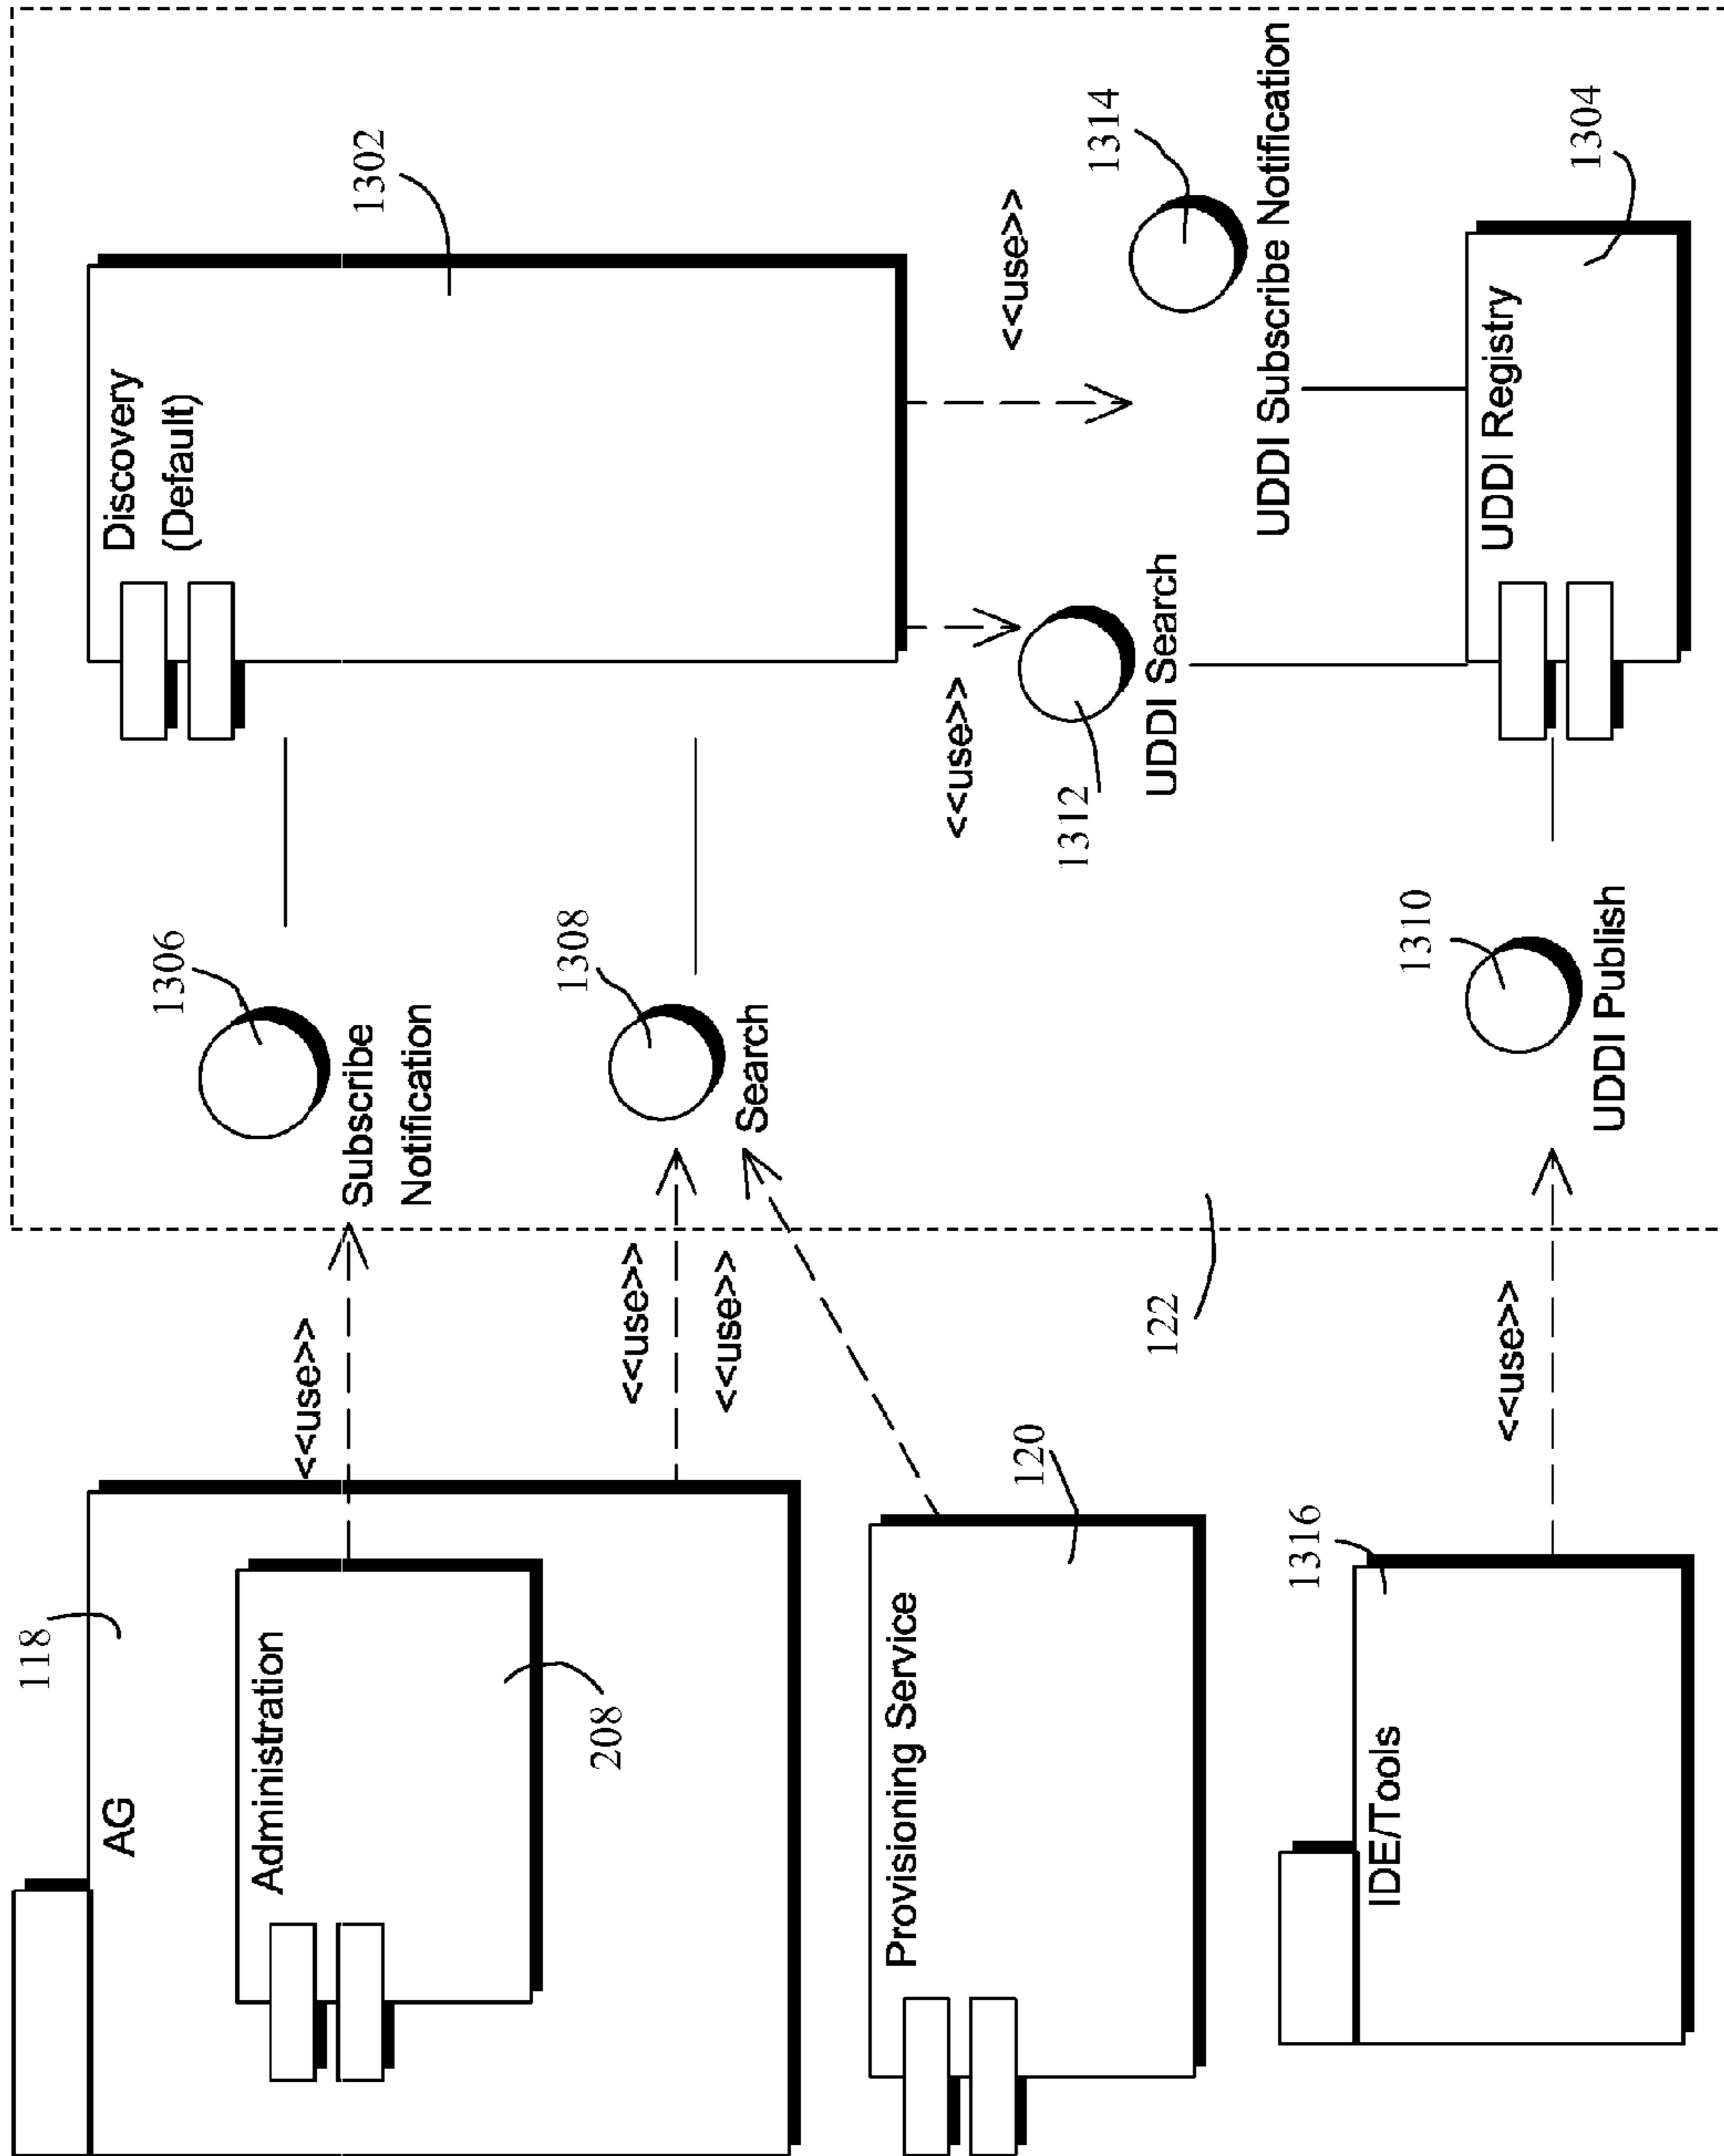 118
AG
Administration
208
<<use>>
<<use>>
<<use>>
Provisioning Service
120
IDE/Tools
1316
<<use>>
122
1306
Subscribe
Notification
1308
Search
1310
UDDI Publish
Discovery
(Default)
1302
<<use>>
1312
UDDI Search
<<use>>
1314
UDDI Subscribe Notification
UDDI Registry
1304